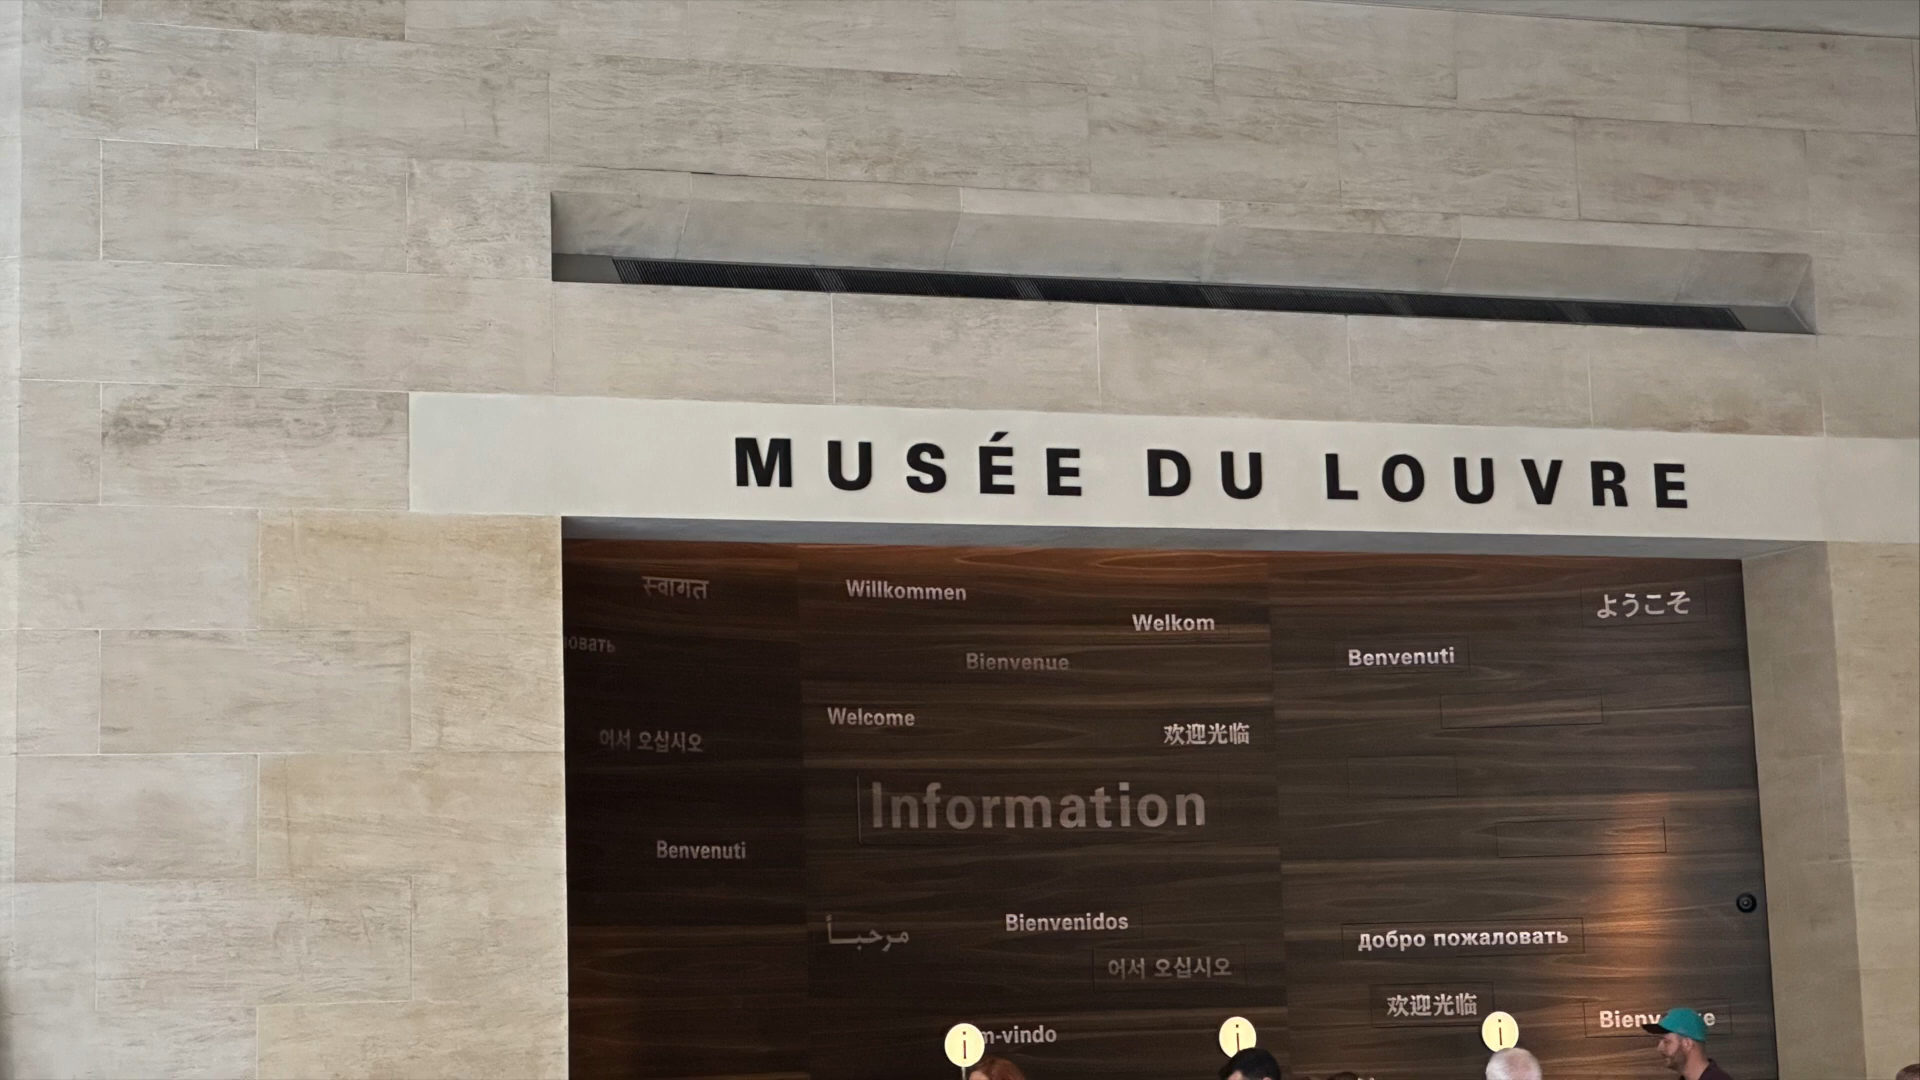 MUSÉE DU LOUVRE
स्वागत
Willkommen
ようこそ
Welkom
Bienvenue
Benvenuti
Welcome
欢迎光临
어서 오십시오
Information
Benvenuti
Bienvenidos
مرحبــاً
добро пожаловать
어서 오십시오
欢迎光临
i
i
i